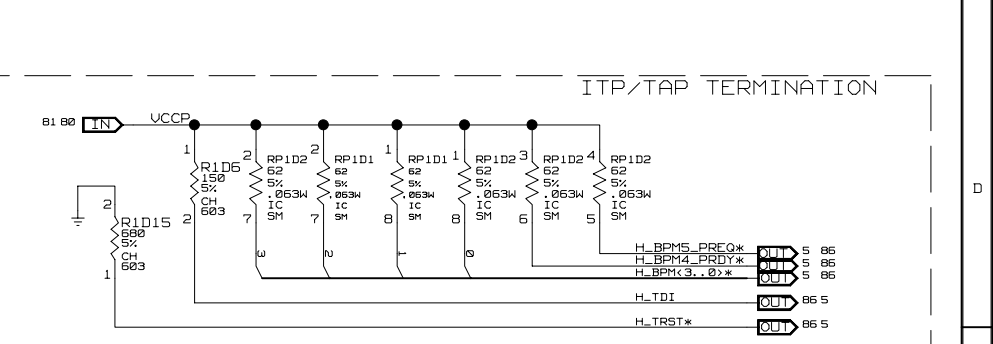 ITP/TAP TERMINATION
81 80 IN VCCP
1 2 2 1 1 3 4
R1D6
150
5%
CH
603
2
RP1D2
62
5%
.063W
IC
SM
7
RP1D1
62
5%
.063W
IC
SM
7
RP1D1
62
5%
.063W
IC
SM
8
RP1D2
62
5%
.063W
IC
SM
8
RP1D2
62
5%
.063W
IC
SM
6
RP1D2
62
5%
.063W
IC
SM
5
D
2
R1D15
680
5%
CH
603
1
3 2 1 0
H_BPM5_PREQ* OUT 5 86
H_BPM4_PRDY* OUT 5 86
H_BPM<3..0>* OUT 5 86
H_TDI OUT 86 5
H_TRST* OUT 86 5